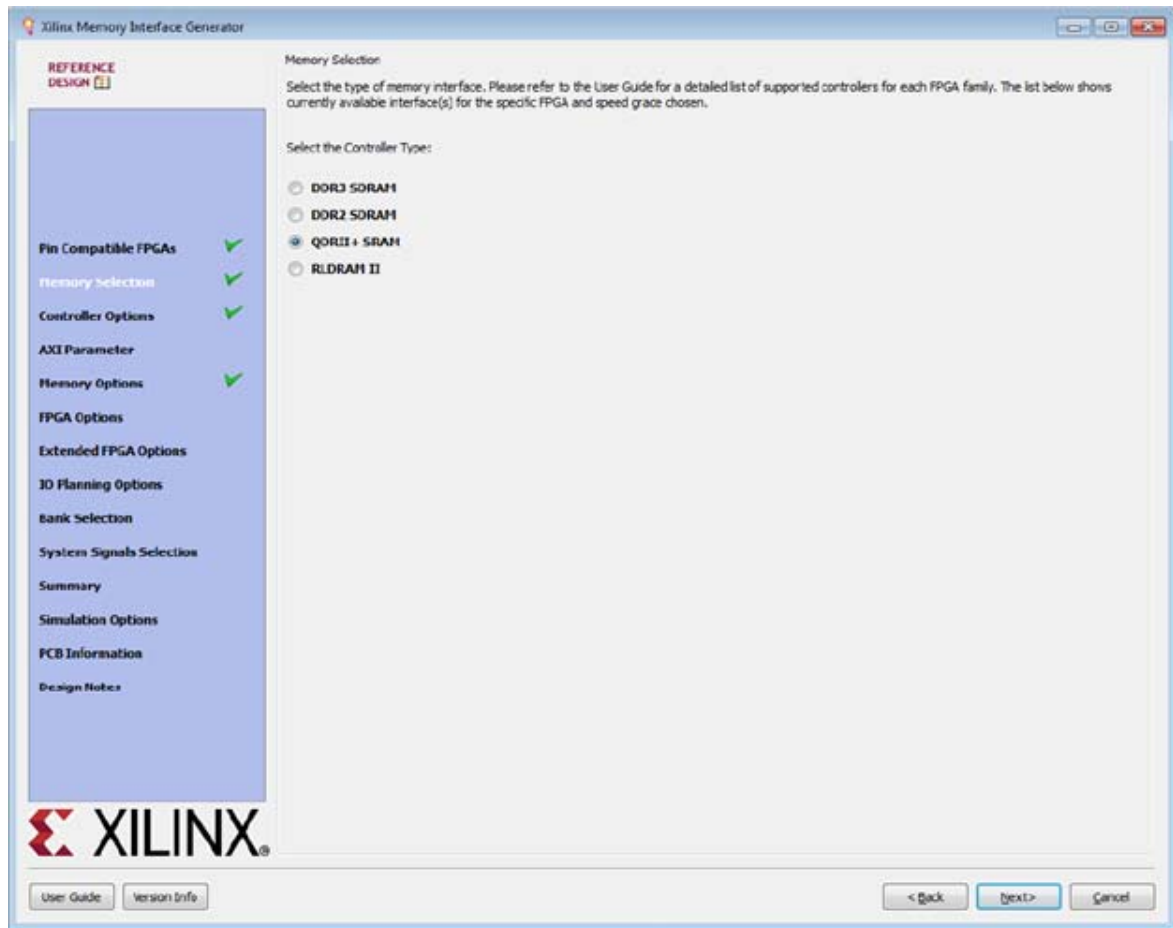 Xilinx Memory Interface Generator
REFERENCE
DESIGN
Pin Compatible FPGAs
Memory Selection
Controller Options
AXI Parameter
Memory Options
FPGA Options
Extended FPGA Options
IO Planning Options
Bank Selection
System Signals Selection
Summary
Simulation Options
PCB Information
Design Notes
XILINX®
Memory Selection
Select the type of memory interface. Please refer to the User Guide for a detailed list of supported controllers for each FPGA family. The list below shows
currently available interface(s) for the specific FPGA and speed grade chosen.
Select the Controller Type:
DDR3 SDRAM
DDR2 SDRAM
QDRII+ SRAM
RLDRAM II
User Guide
Version Info
< Back
Next>
Cancel